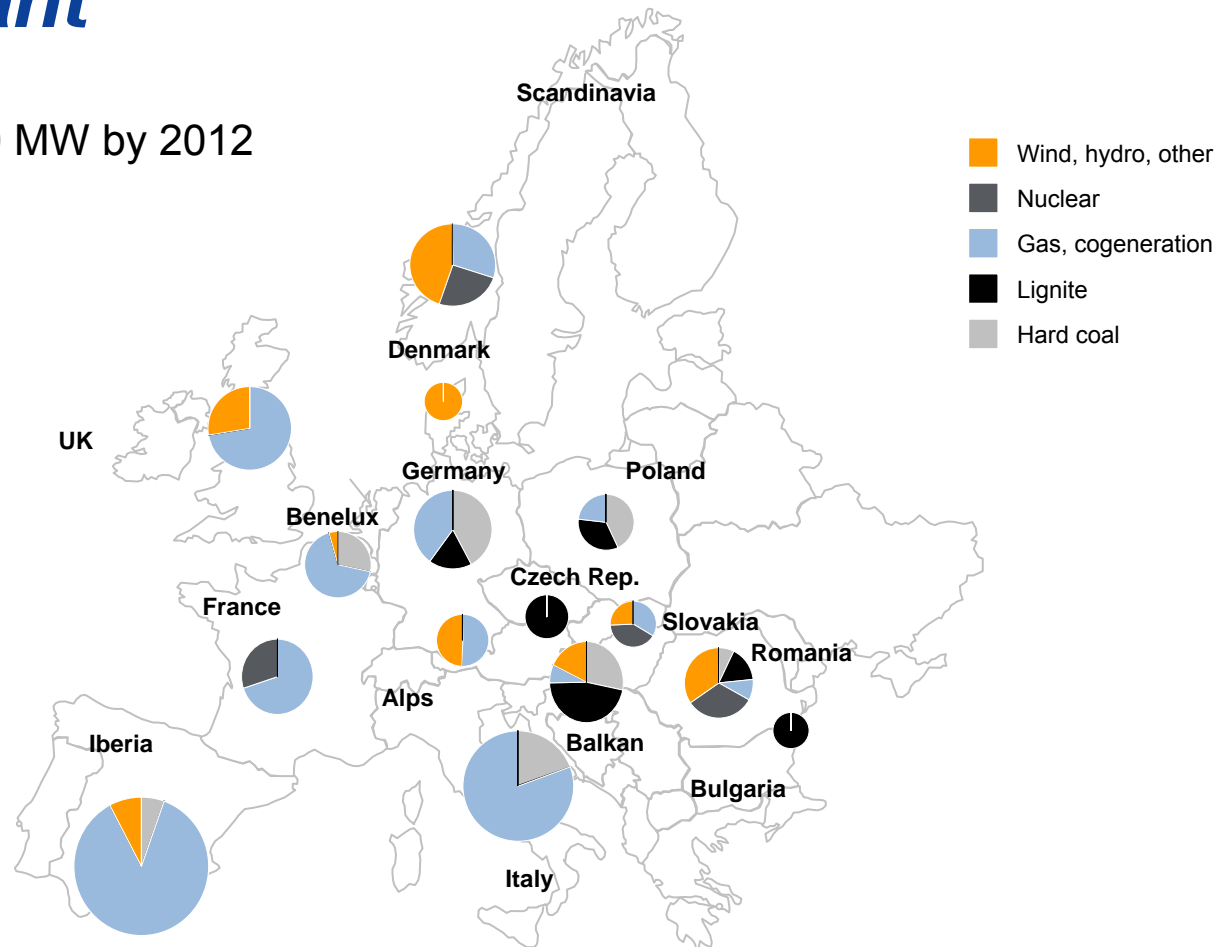 MW by 2012
Scandinavia
Wind, hydro, other
Nuclear
Gas, cogeneration
Lignite
Hard coal
Denmark
UK
Germany
Poland
Benelux
Czech Rep.
France
Slovakia
Romania
Alps
Iberia
Balkan
Bulgaria
Italy